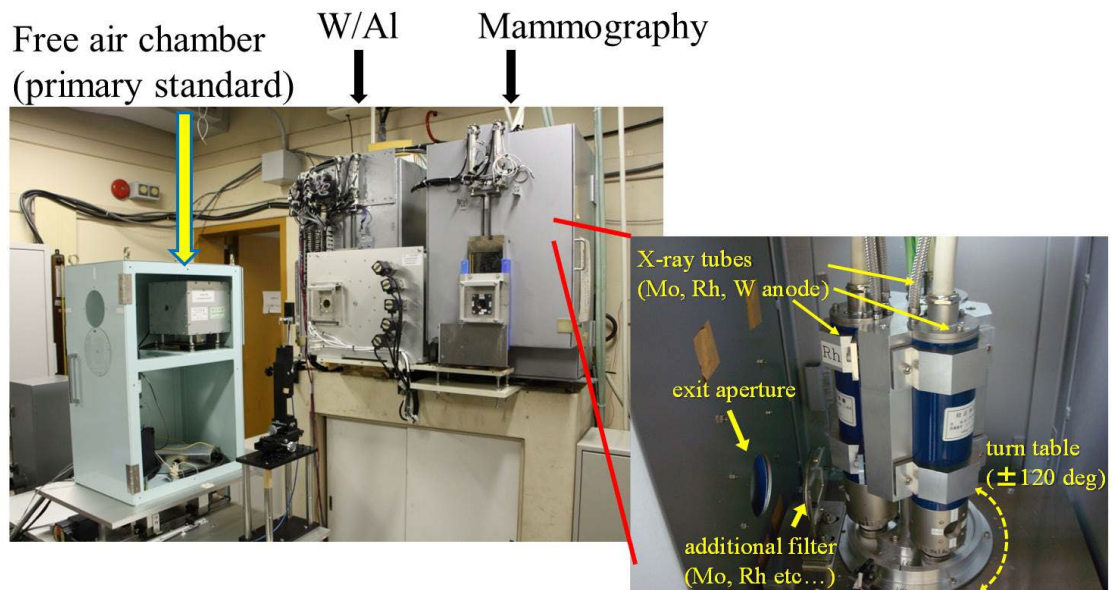 Free air chamber
(primary standard)
W/Al
Mammography
X-ray tubes
(Mo, Rh, W anode)
Rh
exit aperture
turn table
(±120 deg)
additional filter
(Mo, Rh etc…)